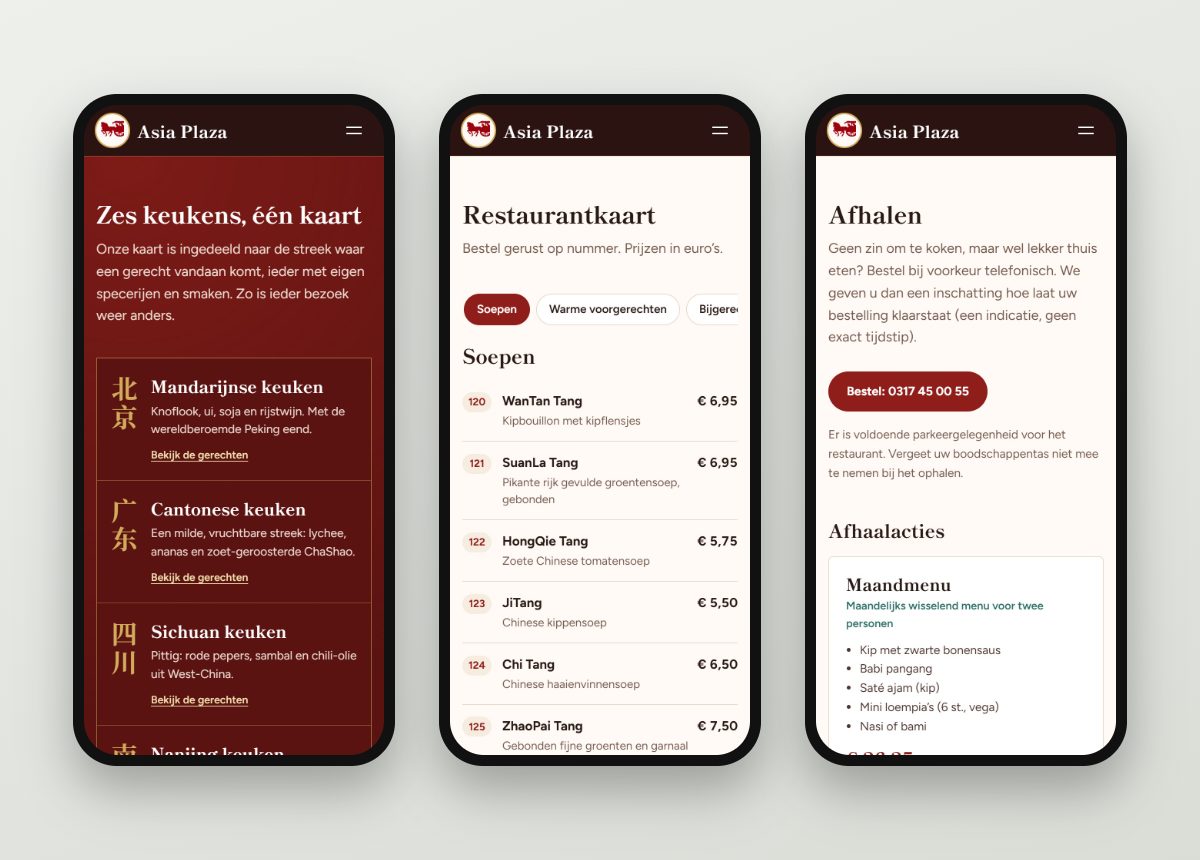 Asia Plaza
Zes keukens, één kaart
Onze kaart is ingedeeld naar de streek waar
een gerecht vandaan komt, ieder met eigen
specerijen en smaken. Zo is ieder bezoek
weer anders.
北京
Mandarijnse keuken
Knoflook, ui, soja en rijstwijn. Met de
wereldberoemde Peking eend.
Bekijk de gerechten
广东
Cantonese keuken
Een milde, vruchtbare streek: lychee,
ananas en zoet-geroosterde ChaShao.
Bekijk de gerechten
四川
Sichuan keuken
Pittig: rode pepers, sambal en chili-olie
uit West-China.
Bekijk de gerechten
南
Nanjing keuken
Asia Plaza
Restaurantkaart
Bestel gerust op nummer. Prijzen in euro’s.
Soepen
Warme voorgerechten
Soepen
120 WanTan Tang € 6,95
Kipbouillon met kipflensjes
121 SuanLa Tang € 6,95
Pikante rijk gevulde groentensoep,
gebonden
122 HongQie Tang € 5,75
Zoete Chinese tomatensoep
123 JiTang € 5,50
Chinese kippensoep
124 Chi Tang € 6,50
Chinese haaienvinnensoep
125 ZhaoPai Tang € 7,50
Gebonden fijne groenten en garnaal
Asia Plaza
Afhalen
Geen zin om te koken, maar wel lekker thuis
eten? Bestel bij voorkeur telefonisch. We
geven u dan een inschatting hoe laat uw
bestelling klaarstaat (een indicatie, geen
exact tijdstip).
Bestel: 0317 45 00 55
Er is voldoende parkeergelegenheid voor het
restaurant. Vergeet uw boodschappentas niet mee
te nemen bij het ophalen.
Afhaalacties
Maandmenu
Maandelijks wisselend menu voor twee
personen
• Kip met zwarte bonensaus
• Babi pangang
• Saté ajam (kip)
• Mini loempia’s (6 st., vega)
• Nasi of bami